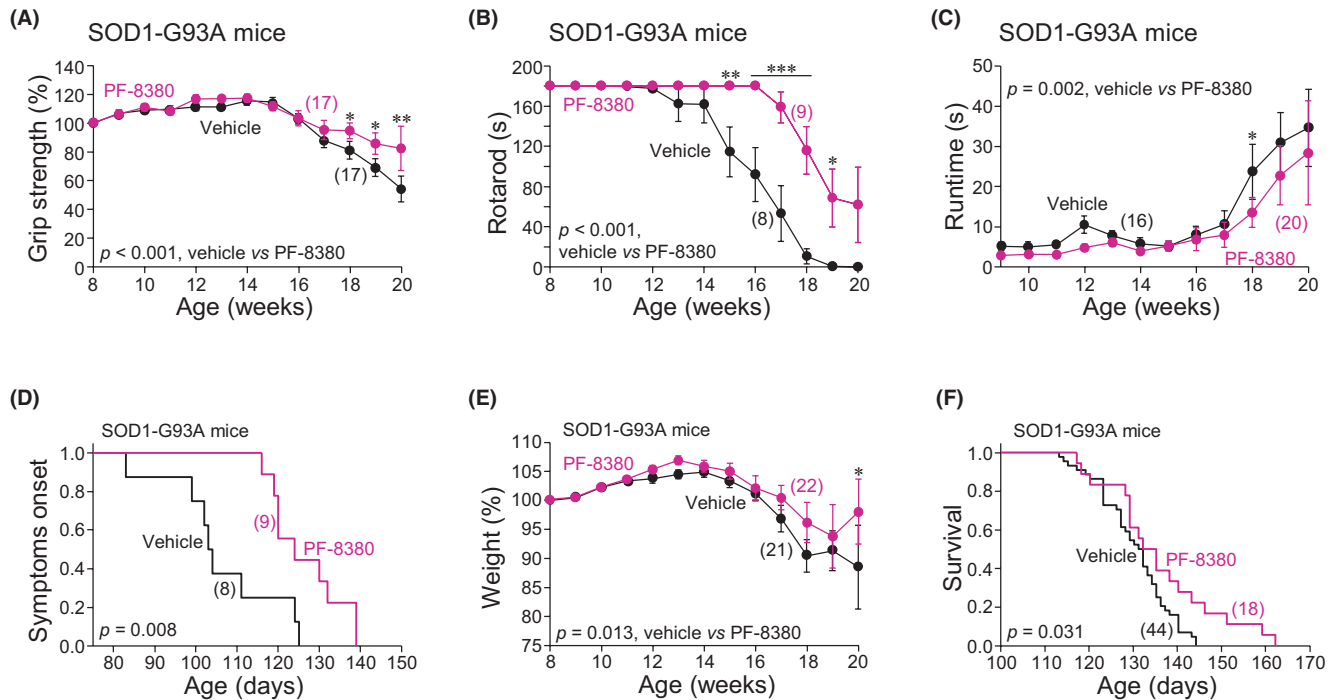 (A)
SOD1-G93A mice
Grip strength (%)
140
120
100
80
60
40
20
0
PF-8380
(17)
Vehicle
* * **
(17)
p < 0.001, vehicle vs PF-8380
8 10 12 14 16 18 20
Age (weeks)
(B)
SOD1-G93A mice
Rotarod (s)
200
160
120
80
40
0
** ***
PF-8380
(9)
Vehicle
*
(8)
p < 0.001,
vehicle vs PF-8380
8 10 12 14 16 18 20
Age (weeks)
(C)
SOD1-G93A mice
Runtime (s)
50
40
30
20
10
0
p = 0.002, vehicle vs PF-8380
*
Vehicle
(16)
(20)
PF-8380
10 12 14 16 18 20
Age (weeks)
(D)
SOD1-G93A mice
Symptoms onset
1.0
0.8
0.6
0.4
0.2
0.0
(9)
Vehicle
PF-8380
(8)
p = 0.008
80 90 100 110 120 130 140 150
Age (days)
(E)
SOD1-G93A mice
Weight (%)
110
105
100
95
90
85
80
75
PF-8380
(22)
*
Vehicle
(21)
p = 0.013, vehicle vs PF-8380
8 10 12 14 16 18 20
Age (weeks)
(F)
SOD1-G93A mice
Survival
1.0
0.8
0.6
0.4
0.2
0.0
Vehicle
PF-8380
(18)
(44)
p = 0.031
100 110 120 130 140 150 160 170
Age (days)